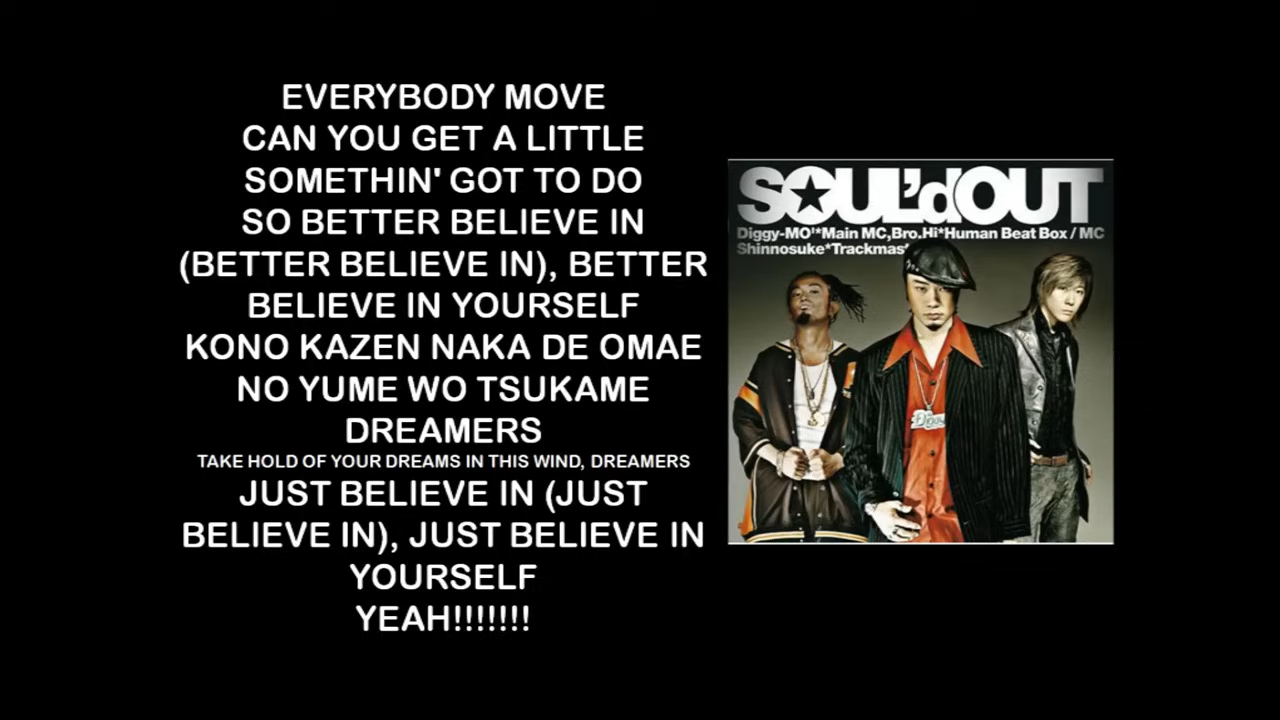 EVERYBODY MOVE
CAN YOU GET A LITTLE
SOMETHIN' GOT TO DO
SO BETTER BELIEVE IN
(BETTER BELIEVE IN), BETTER
BELIEVE IN YOURSELF
KONO KAZEN NAKA DE OMAE
NO YUME WO TSUKAME
DREAMERS
TAKE HOLD OF YOUR DREAMS IN THIS WIND, DREAMERS
JUST BELIEVE IN (JUST
BELIEVE IN), JUST BELIEVE IN
YOURSELF
YEAH!!!!!!!
SOUL'dOUT
Diggy-MO'*Main MC,Bro.Hi*Human Beat Box / MC
Shinnosuke*Trackmas